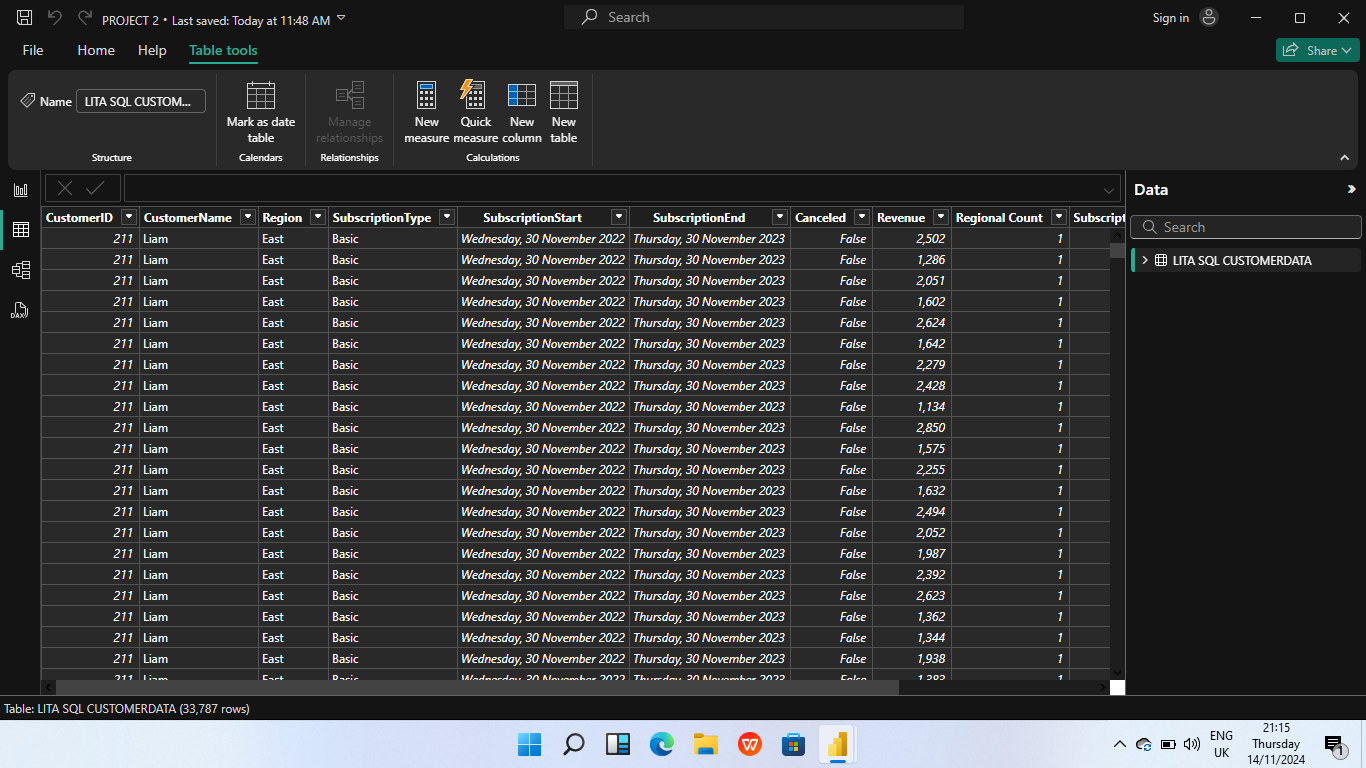 PROJECT 2 • Last saved: Today at 11:48 AM
Search
Sign in
File Home Help Table tools
Share
Name LITA SQL CUSTOM...
Mark as date table
Manage relationships
New measure
Quick measure
New column
New table
Structure Calendars Relationships Calculations
Data
Search
LITA SQL CUSTOMERDATA
DAX
CustomerID CustomerName Region SubscriptionType SubscriptionStart SubscriptionEnd Canceled Revenue Regional Count Subscript
211 Liam East Basic Wednesday, 30 November 2022 Thursday, 30 November 2023 False 2,502 1
211 Liam East Basic Wednesday, 30 November 2022 Thursday, 30 November 2023 False 1,286 1
211 Liam East Basic Wednesday, 30 November 2022 Thursday, 30 November 2023 False 2,051 1
211 Liam East Basic Wednesday, 30 November 2022 Thursday, 30 November 2023 False 1,602 1
211 Liam East Basic Wednesday, 30 November 2022 Thursday, 30 November 2023 False 2,624 1
211 Liam East Basic Wednesday, 30 November 2022 Thursday, 30 November 2023 False 1,642 1
211 Liam East Basic Wednesday, 30 November 2022 Thursday, 30 November 2023 False 2,279 1
211 Liam East Basic Wednesday, 30 November 2022 Thursday, 30 November 2023 False 2,428 1
211 Liam East Basic Wednesday, 30 November 2022 Thursday, 30 November 2023 False 1,134 1
211 Liam East Basic Wednesday, 30 November 2022 Thursday, 30 November 2023 False 2,850 1
211 Liam East Basic Wednesday, 30 November 2022 Thursday, 30 November 2023 False 1,575 1
211 Liam East Basic Wednesday, 30 November 2022 Thursday, 30 November 2023 False 2,255 1
211 Liam East Basic Wednesday, 30 November 2022 Thursday, 30 November 2023 False 1,632 1
211 Liam East Basic Wednesday, 30 November 2022 Thursday, 30 November 2023 False 2,494 1
211 Liam East Basic Wednesday, 30 November 2022 Thursday, 30 November 2023 False 2,052 1
211 Liam East Basic Wednesday, 30 November 2022 Thursday, 30 November 2023 False 1,987 1
211 Liam East Basic Wednesday, 30 November 2022 Thursday, 30 November 2023 False 2,392 1
211 Liam East Basic Wednesday, 30 November 2022 Thursday, 30 November 2023 False 2,623 1
211 Liam East Basic Wednesday, 30 November 2022 Thursday, 30 November 2023 False 1,362 1
211 Liam East Basic Wednesday, 30 November 2022 Thursday, 30 November 2023 False 1,344 1
211 Liam East Basic Wednesday, 30 November 2022 Thursday, 30 November 2023 False 1,938 1
Table: LITA SQL CUSTOMERDATA (33,787 rows)
ENG
UK
21:15
Thursday
14/11/2024
1